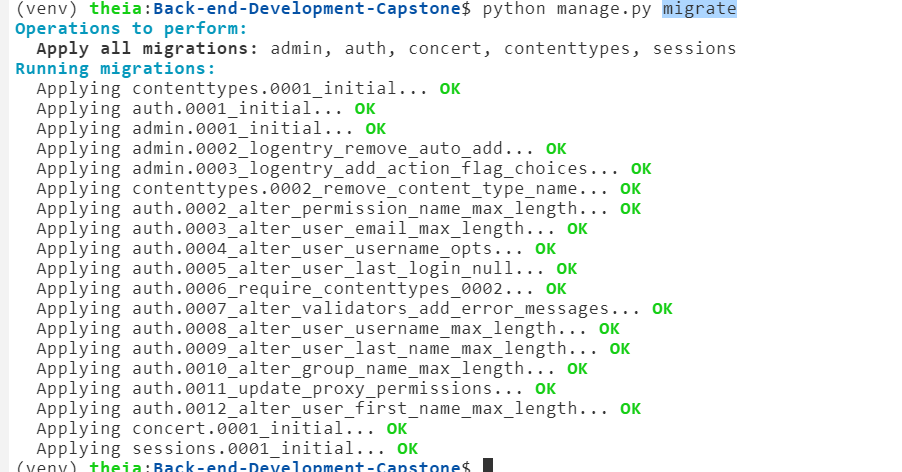 (venv) theia:Back-end-Development-Capstone$ python manage.py migrate
Operations to perform:
  Apply all migrations: admin, auth, concert, contenttypes, sessions
Running migrations:
  Applying contenttypes.0001_initial... OK
  Applying auth.0001_initial... OK
  Applying admin.0001_initial... OK
  Applying admin.0002_logentry_remove_auto_add... OK
  Applying admin.0003_logentry_add_action_flag_choices... OK
  Applying contenttypes.0002_remove_content_type_name... OK
  Applying auth.0002_alter_permission_name_max_length... OK
  Applying auth.0003_alter_user_email_max_length... OK
  Applying auth.0004_alter_user_username_opts... OK
  Applying auth.0005_alter_user_last_login_null... OK
  Applying auth.0006_require_contenttypes_0002... OK
  Applying auth.0007_alter_validators_add_error_messages... OK
  Applying auth.0008_alter_user_username_max_length... OK
  Applying auth.0009_alter_user_last_name_max_length... OK
  Applying auth.0010_alter_group_name_max_length... OK
  Applying auth.0011_update_proxy_permissions... OK
  Applying auth.0012_alter_user_first_name_max_length... OK
  Applying concert.0001_initial... OK
  Applying sessions.0001_initial... OK
(venv) theia:Back-end-Development-Capstone$